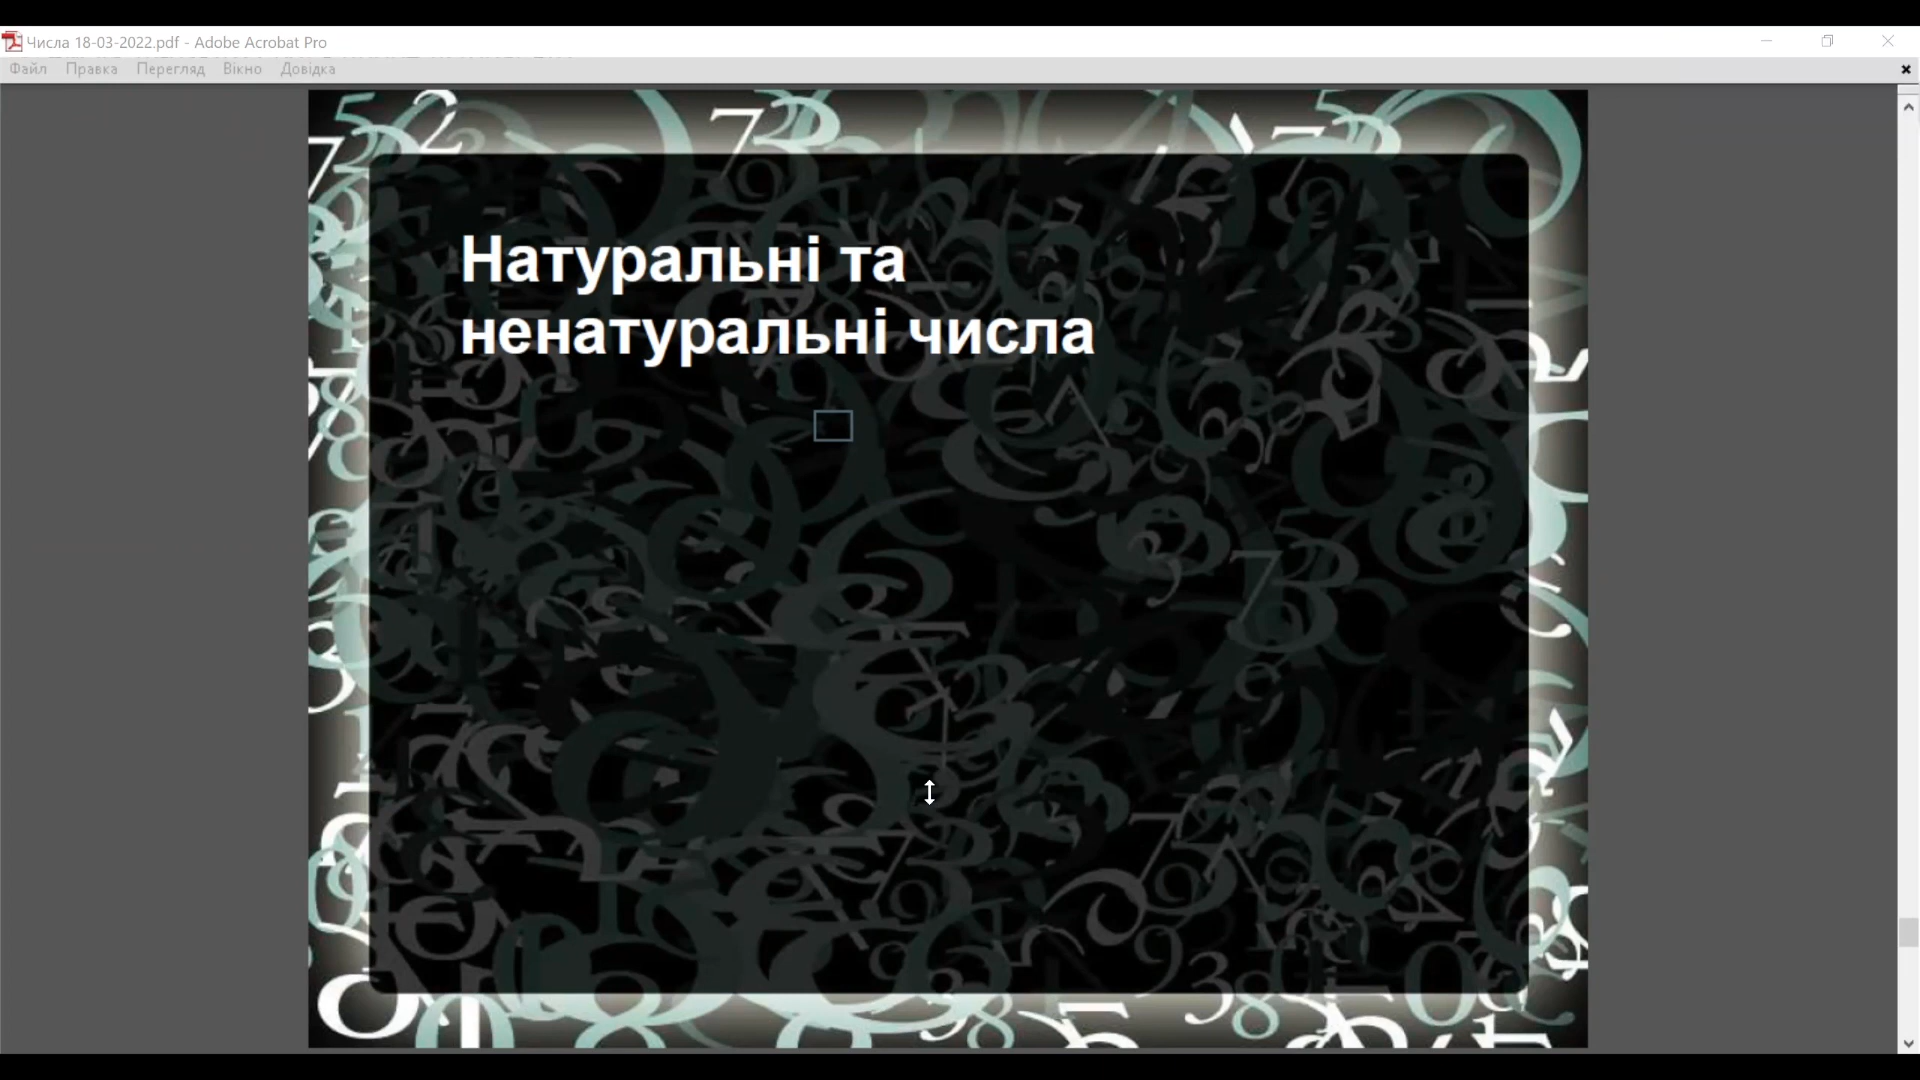 Числа 18-03-2022.pdf - Adobe Acrobat Pro
Файл Правка Перегляд Вікно Довідка
Натуральні та
ненатуральні числа